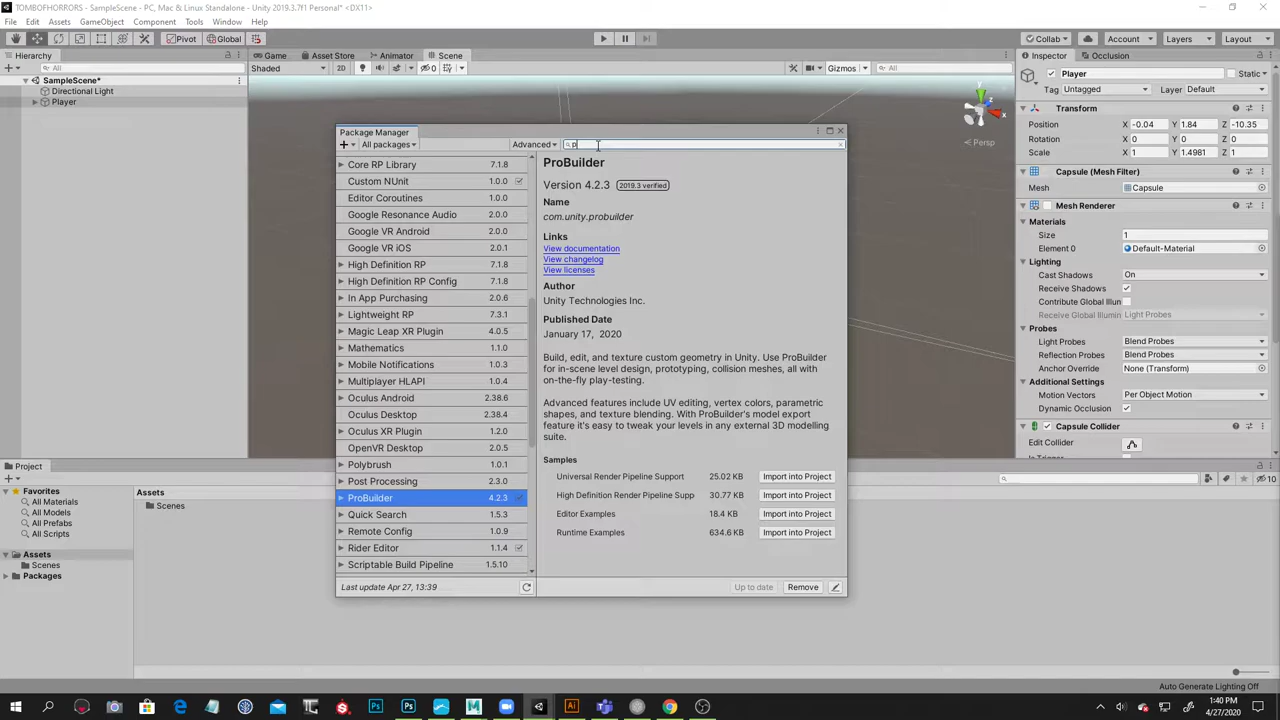 TOMBOFHORRORS - SampleScene - PC, Mac & Linux Standalone - Unity 2019.3.7f1 Personal* <DX11>
File Edit Assets GameObject Component Tools Window Help
Pivot Global Collab Account Layers Layout
Hierarchy Game Asset Store Animator Scene Inspector Occlusion
All Shaded 2D 0 Gizmos All
SampleScene*
Directional Light
Player
Persp
Package Manager
All packages Advanced p
Core RP Library 7.1.8
Custom NUnit 1.0.0
Editor Coroutines 1.0.0
Google Resonance Audio 2.0.0
Google VR Android 2.0.0
Google VR iOS 2.0.1
High Definition RP 7.1.8
High Definition RP Config 7.1.8
In App Purchasing 2.0.6
Lightweight RP 7.3.1
Magic Leap XR Plugin 4.0.5
Mathematics 1.1.0
Mobile Notifications 1.0.3
Multiplayer HLAPI 1.0.4
Oculus Android 2.38.6
Oculus Desktop 2.38.4
Oculus XR Plugin 1.2.0
OpenVR Desktop 2.0.5
Polybrush 1.0.1
Post Processing 2.3.0
ProBuilder 4.2.3
Quick Search 1.5.3
Remote Config 1.0.9
Rider Editor 1.1.4
Scriptable Build Pipeline 1.5.10
Last update Apr 27, 13:39
ProBuilder
Version 4.2.3 2019.3 verified
Name
com.unity.probuilder
Links
View documentation
View changelog
View licenses
Author
Unity Technologies Inc.
Published Date
January 17, 2020
Build, edit, and texture custom geometry in Unity. Use ProBuilder
for in-scene level design, prototyping, collision meshes, all with
on-the-fly play-testing.
Advanced features include UV editing, vertex colors, parametric
shapes, and texture blending. With ProBuilder's model export
feature it's easy to tweak your levels in any external 3D modelling
suite.
Samples
Universal Render Pipeline Support 25.02 KB Import into Project
High Definition Render Pipeline Supp 30.77 KB Import into Project
Editor Examples 18.4 KB Import into Project
Runtime Examples 634.6 KB Import into Project
Up to date Remove
Player Static
Tag Untagged Layer Default
Transform
Position X -0.04 Y 1.84 Z -10.35
Rotation X 0 Y 0 Z 0
Scale X 1 Y 1.4981 Z 1
Capsule (Mesh Filter)
Mesh Capsule
Mesh Renderer
Materials
Size 1
Element 0 Default-Material
Lighting
Cast Shadows On
Receive Shadows
Contribute Global Illun
Receive Global Illumin Light Probes
Probes
Light Probes Blend Probes
Reflection Probes Blend Probes
Anchor Override None (Transform)
Additional Settings
Motion Vectors Per Object Motion
Dynamic Occlusion
Capsule Collider
Edit Collider
Project
Favorites
All Materials
All Models
All Prefabs
All Scripts
Assets
Scenes
Packages
Assets
Scenes
10
Auto Generate Lighting Off
1:40 PM
4/27/2020